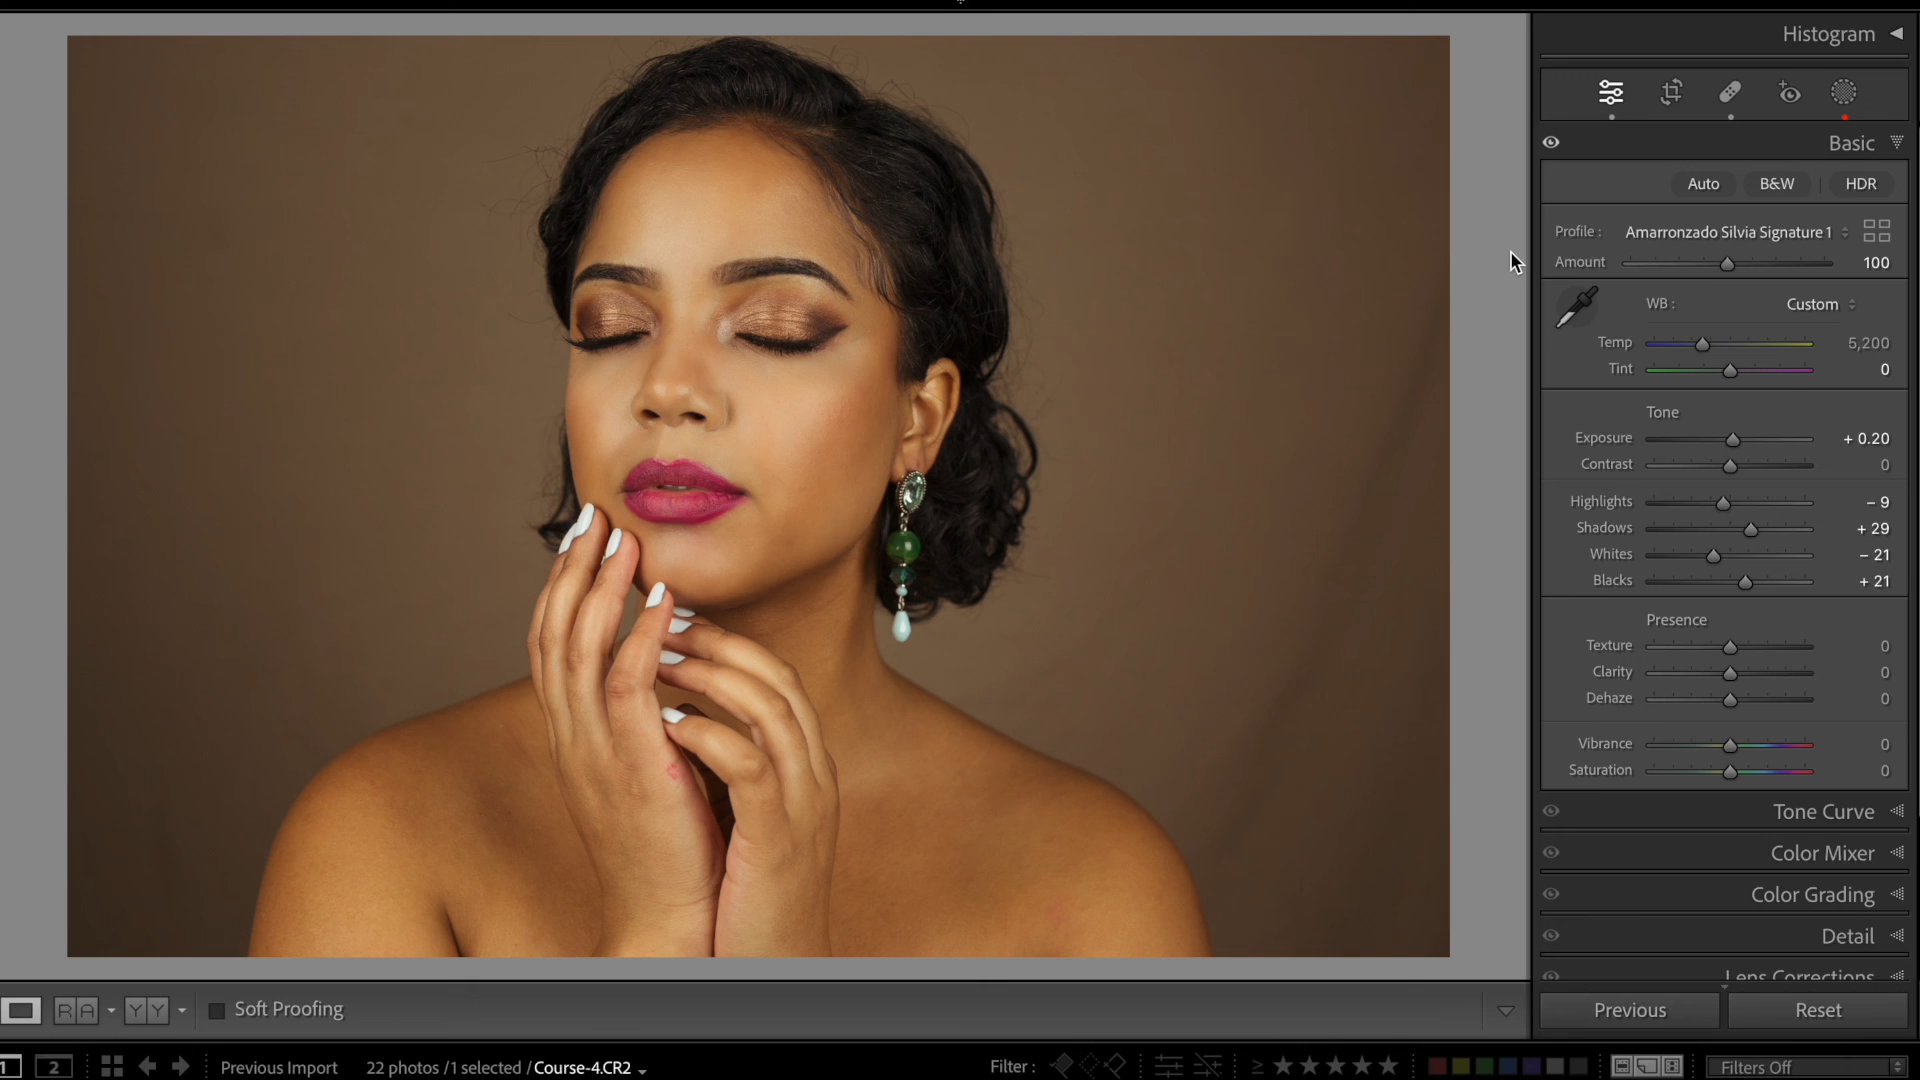 Histogram
Basic
Auto B&W | HDR
Profile : Amarronzado Silvia Signature 1
Amount 100
WB : Custom
Temp 5,200
Tint 0
Tone
Exposure + 0.20
Contrast 0
Highlights – 9
Shadows + 29
Whites – 21
Blacks + 21
Presence
Texture 0
Clarity 0
Dehaze 0
Vibrance 0
Saturation 0
Tone Curve
Color Mixer
Color Grading
Detail
Lens Corrections
R A Y Y Soft Proofing
Previous Reset
1 2 Previous Import 22 photos /1 selected / Course-4.CR2 Filter : ≥ Filters Off